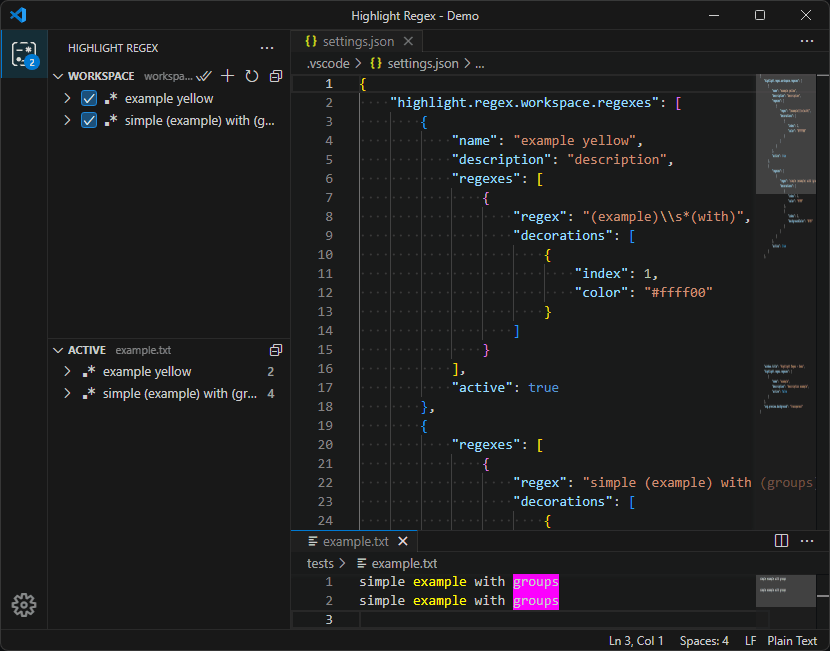 Highlight Regex - Demo
2
HIGHLIGHT REGEX
WORKSPACE workspa...
.* example yellow
.* simple (example) with (g...
ACTIVE example.txt
.* example yellow 2
.* simple (example) with (gr... 4
{} settings.json
.vscode > {} settings.json > ...
1 {
2 "highlight.regex.workspace.regexes": [
3 {
4 "name": "example yellow",
5 "description": "description",
6 "regexes": [
7 {
8 "regex": "(example)\\s*(with)",
9 "decorations": [
10 {
11 "index": 1,
12 "color": "#ffff00"
13 }
14 ]
15 }
16 ],
17 "active": true
18 },
19 {
20 "regexes": [
21 {
22 "regex": "simple (example) with (groups
23 "decorations": [
24 {
example.txt
tests > example.txt
1 simple example with groups
2 simple example with groups
3
Ln 3, Col 1 Spaces: 4 LF Plain Text